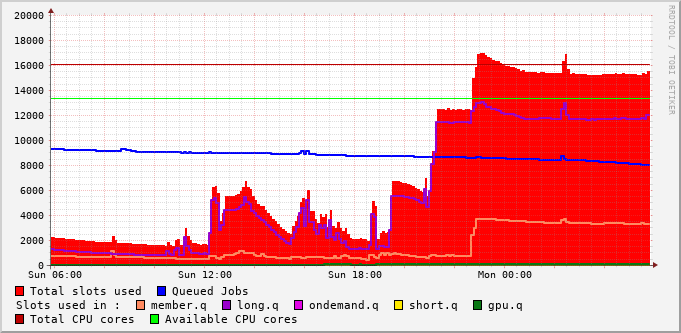 20000
18000
16000
14000
12000
10000
8000
6000
4000
2000
0
Sun 06:00 Sun 12:00 Sun 18:00 Mon 00:00
Total slots used Queued Jobs
Slots used in : member.q long.q ondemand.q short.q gpu.q
Total CPU cores Available CPU cores
RRDTOOL / TOBI OETIKER